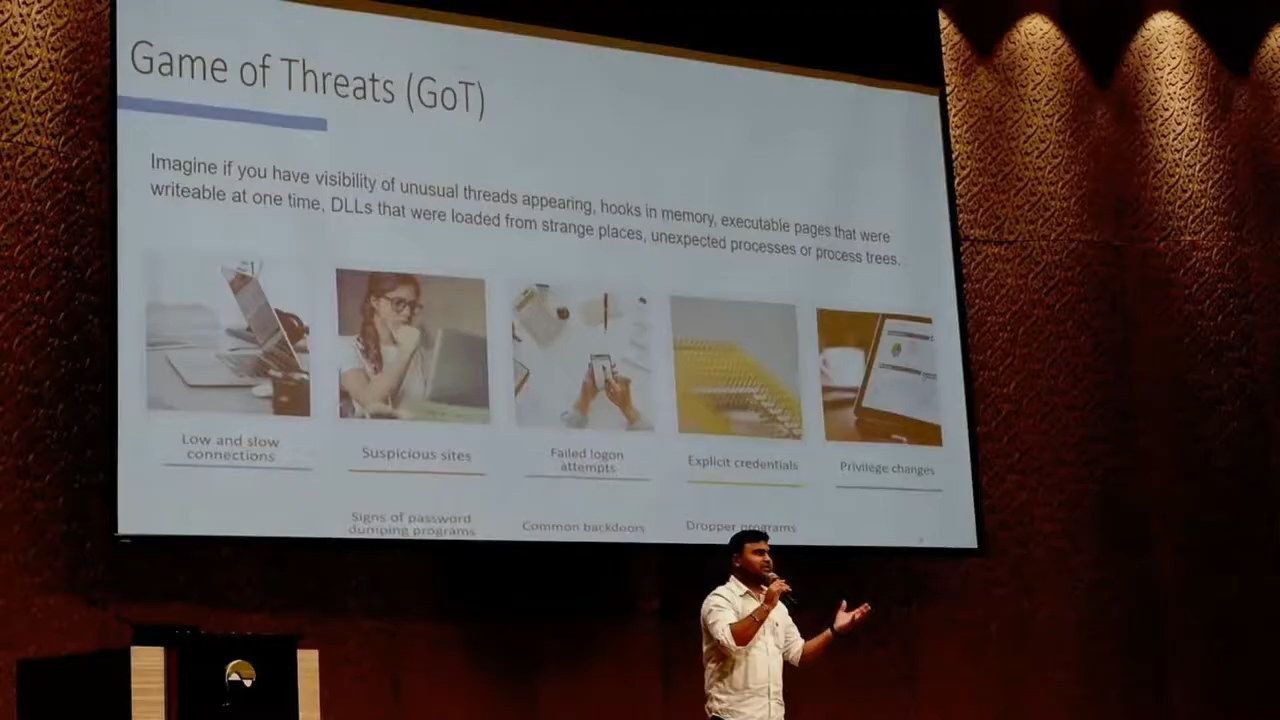 Game of Threats (GoT)
Imagine if you have visibility of unusual threads appearing, hooks in memory, executable pages that were
writeable at one time, DLLs that were loaded from strange places, unexpected processes or process trees.
Low and slow
connections
Suspicious sites
Failed logon
attempts
Explicit credentials
Privilege changes
Signs of password
dumping programs
Common backdoors
Dropper programs